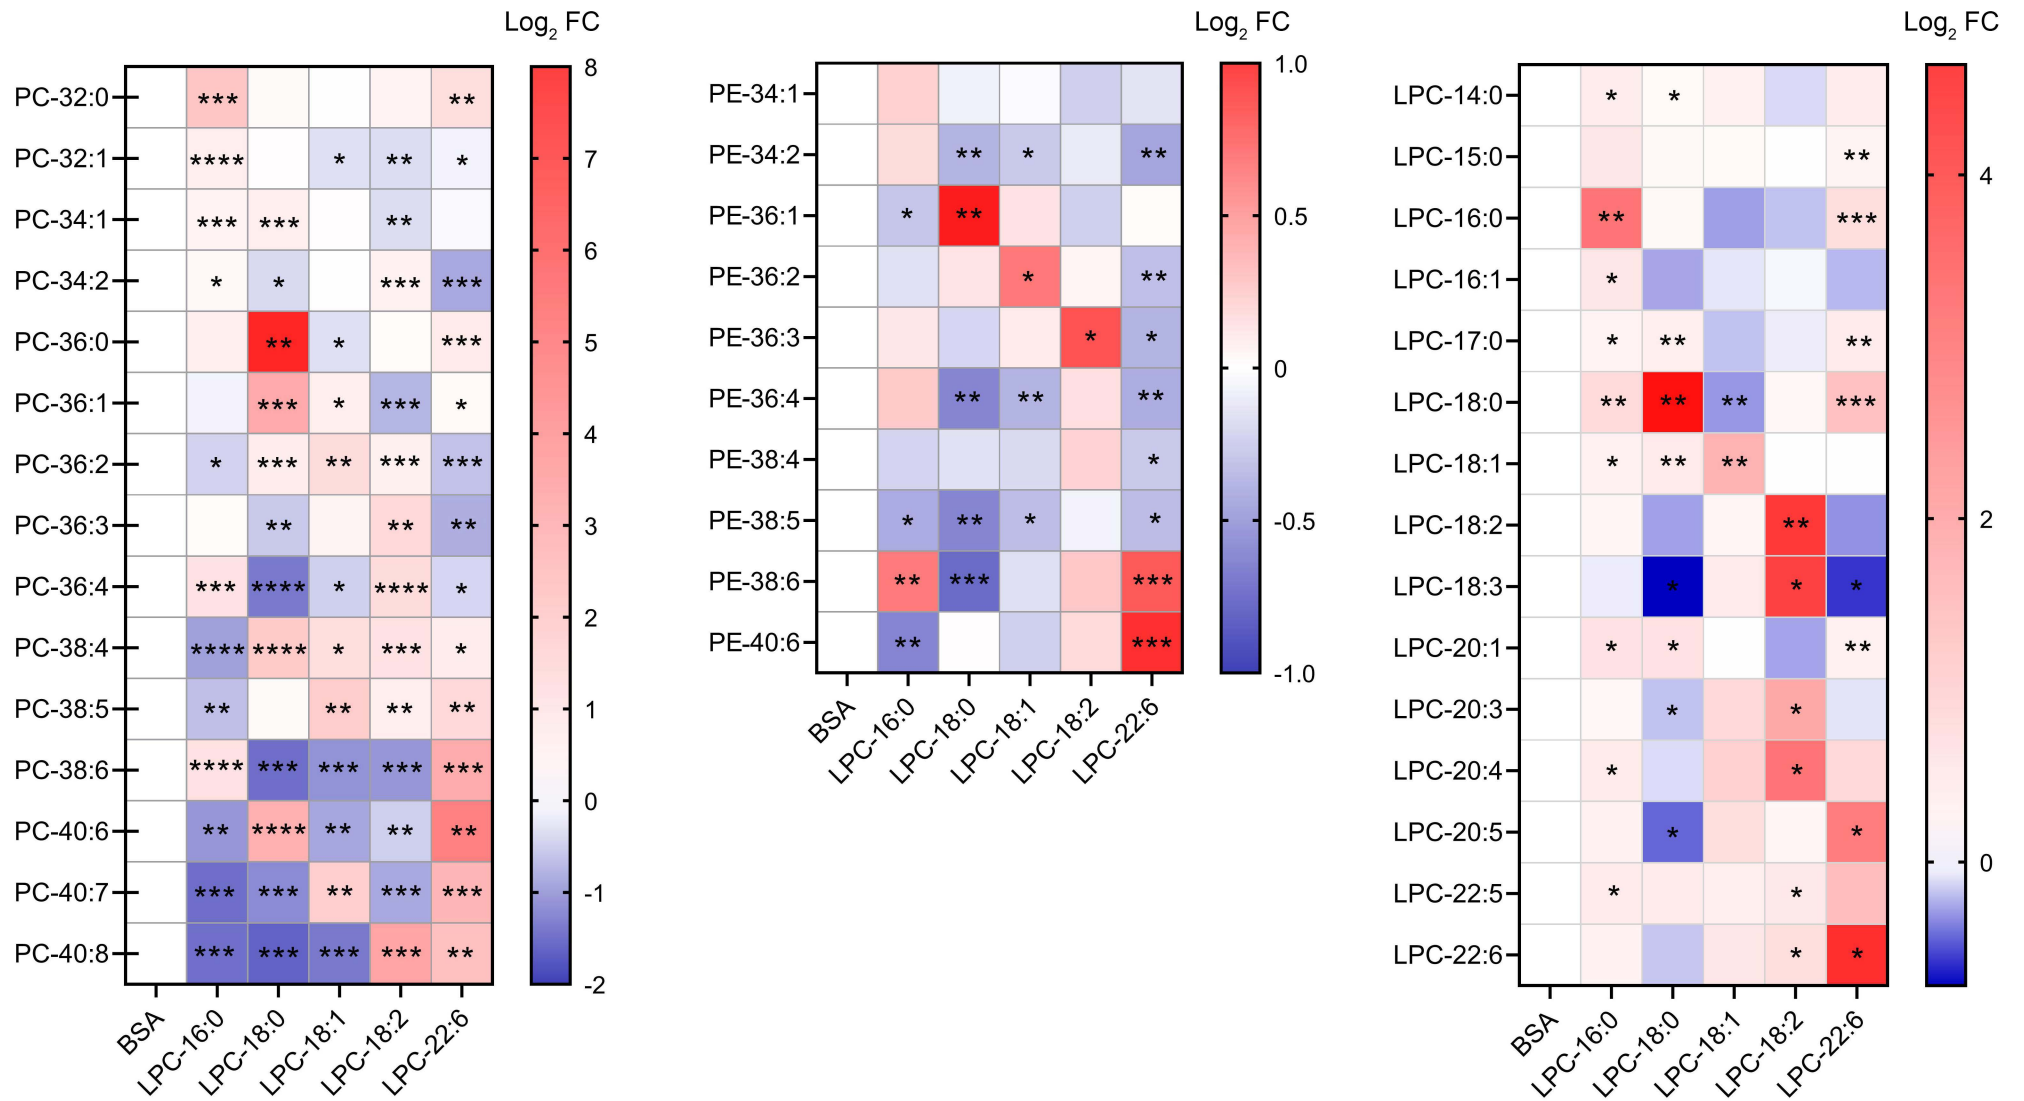 Log2 FC
PC-32:0 *** **
PC-32:1 **** * ** *
PC-34:1 *** *** **
PC-34:2 * * *** ***
PC-36:0 ** * ***
PC-36:1 *** * *** *
PC-36:2 * *** ** *** ***
PC-36:3 ** ** **
PC-36:4 *** **** * **** *
PC-38:4 **** **** * *** *
PC-38:5 ** ** ** **
PC-38:6 **** *** *** *** ***
PC-40:6 ** **** ** ** **
PC-40:7 *** *** ** *** ***
PC-40:8 *** *** *** *** **
BSA
LPC-16:0
LPC-18:0
LPC-18:1
LPC-18:2
LPC-22:6
8
7
6
5
4
3
2
1
0
-1
-2
Log2 FC
PE-34:1
PE-34:2 ** * **
PE-36:1 * **
PE-36:2 * **
PE-36:3 * *
PE-36:4 ** ** **
PE-38:4 *
PE-38:5 * ** * *
PE-38:6 ** *** ***
PE-40:6 ** ***
BSA
LPC-16:0
LPC-18:0
LPC-18:1
LPC-18:2
LPC-22:6
1.0
0.5
0
-0.5
-1.0
Log2 FC
LPC-14:0 * *
LPC-15:0 **
LPC-16:0 ** ***
LPC-16:1 *
LPC-17:0 * ** **
LPC-18:0 ** ** ** ***
LPC-18:1 * ** **
LPC-18:2 **
LPC-18:3 * * *
LPC-20:1 * * **
LPC-20:3 * *
LPC-20:4 * *
LPC-20:5 * *
LPC-22:5 * *
LPC-22:6 * *
BSA
LPC-16:0
LPC-18:0
LPC-18:1
LPC-18:2
LPC-22:6
4
2
0